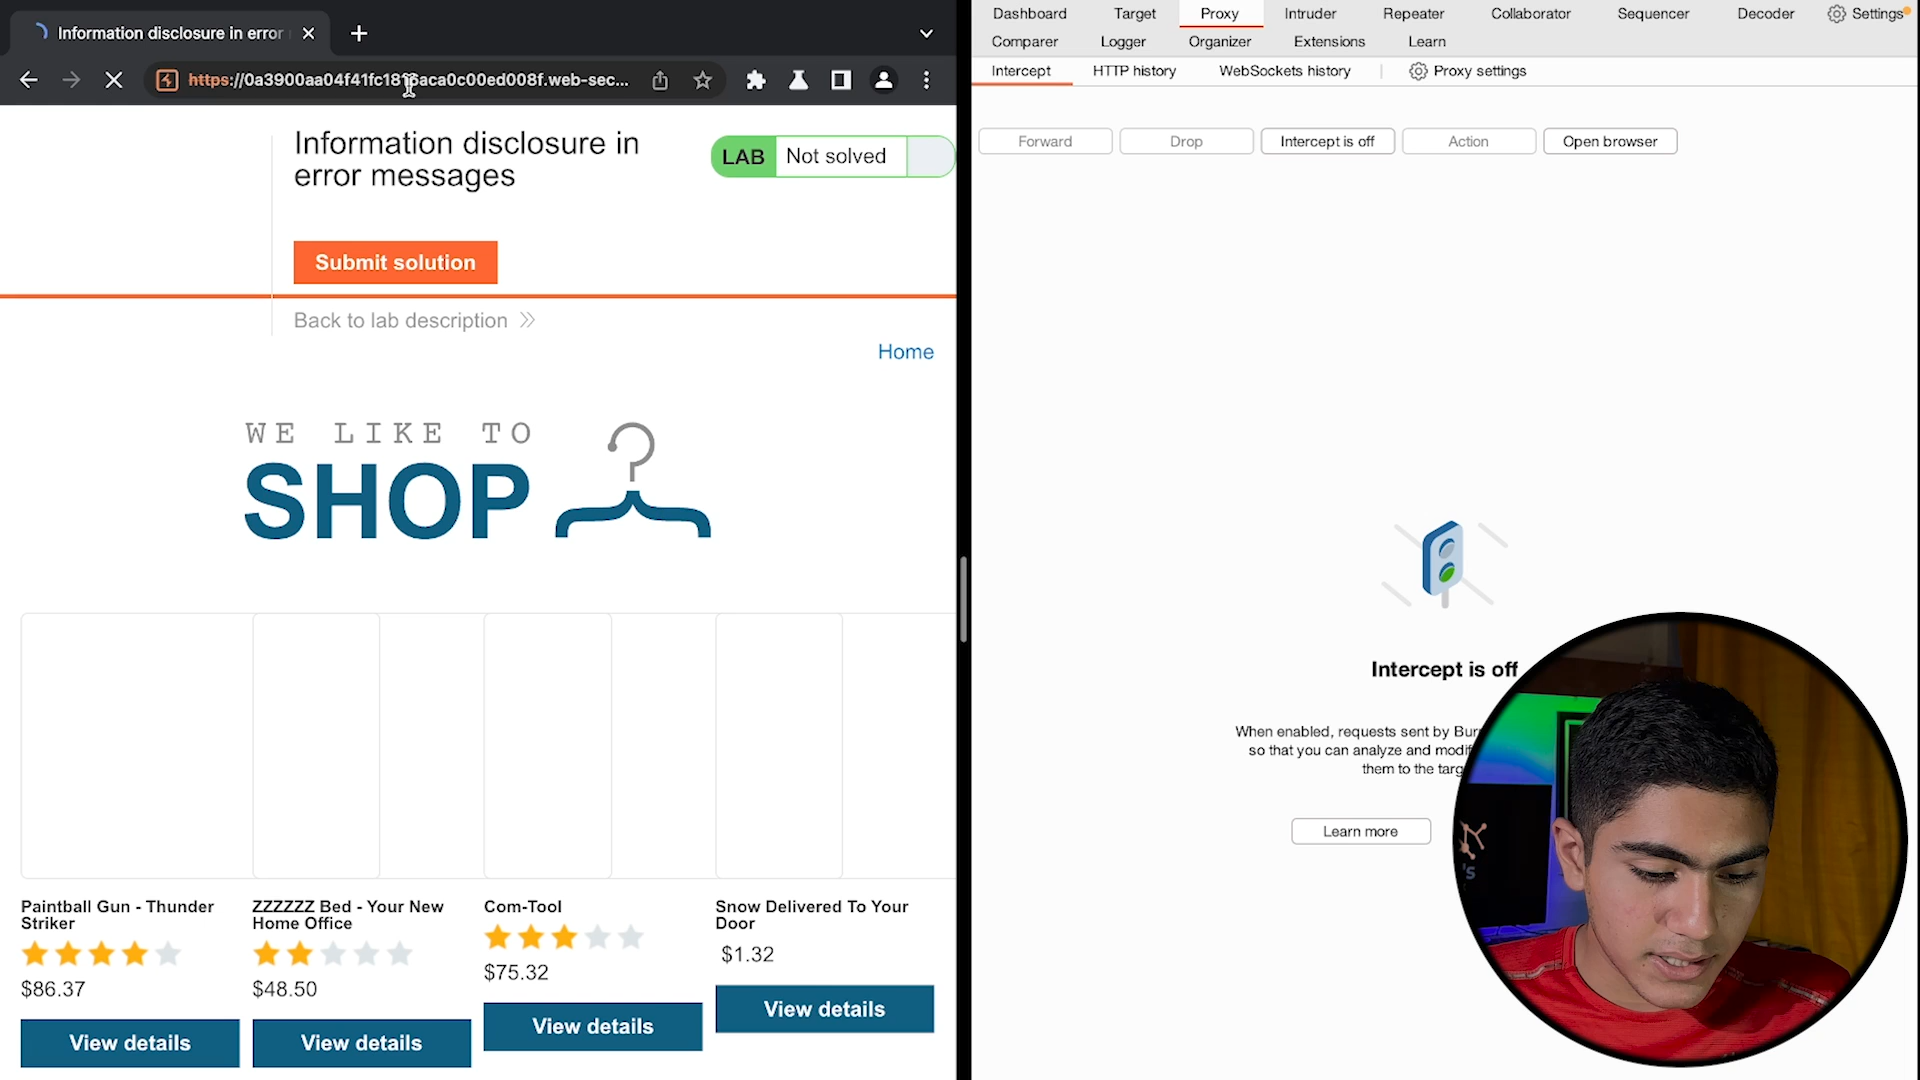 Information disclosure in error
https://0a3900aa04f41fc18 6aca0c00ed008f.web-sec...
Information disclosure in
error messages
LAB
Not solved
Submit solution
Back to lab description
Home
WE LIKE TO
SHOP
Paintball Gun - Thunder
Striker
$86.37
View details
ZZZZZZ Bed - Your New
Home Office
$48.50
View details
Com-Tool
$75.32
View details
Snow Delivered To Your
Door
$1.32
View details
Dashboard Target Proxy Intruder Repeater Collaborator Sequencer Decoder Settings
Comparer Logger Organizer Extensions Learn
Intercept HTTP history WebSockets history Proxy settings
Forward Drop Intercept is off Action Open browser
Intercept is off
When enabled, requests sent by
so that you can analyze and
them to the
Learn more
's